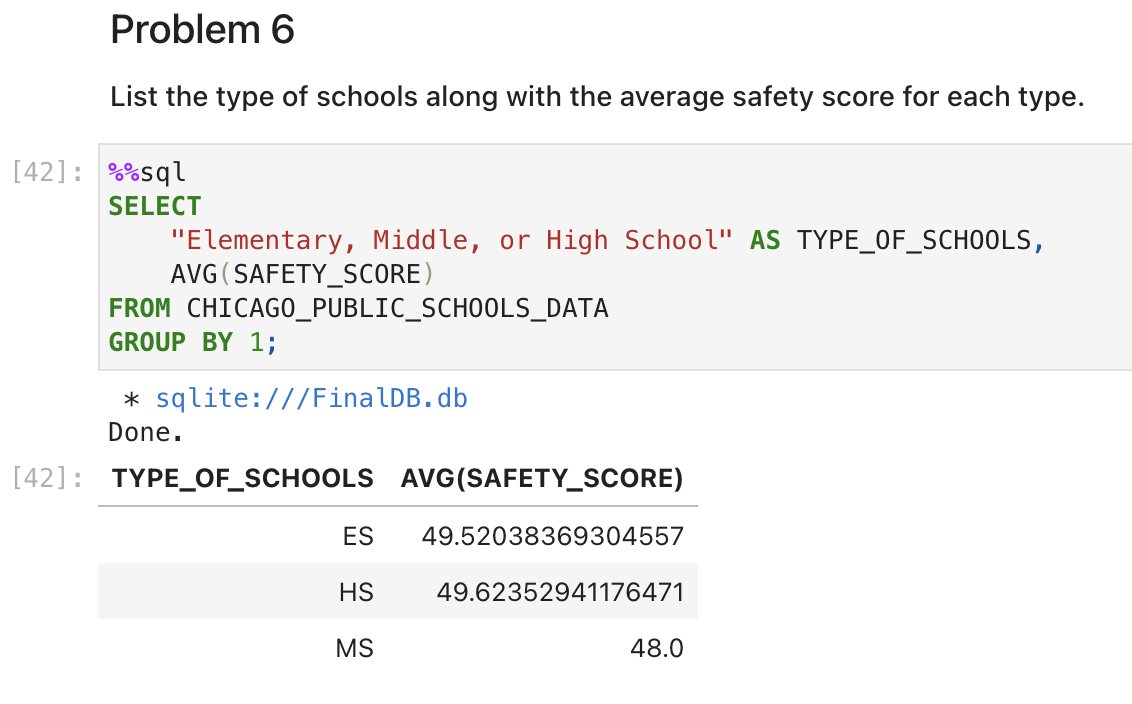 Problem 6
List the type of schools along with the average safety score for each type.
[42]: %%sql
SELECT
"Elementary, Middle, or High School" AS TYPE_OF_SCHOOLS,
AVG(SAFETY_SCORE)
FROM CHICAGO_PUBLIC_SCHOOLS_DATA
GROUP BY 1;
* sqlite:///FinalDB.db
Done.
[42]: TYPE_OF_SCHOOLS AVG(SAFETY_SCORE)
ES 49.52038369304557
HS 49.62352941176471
MS 48.0